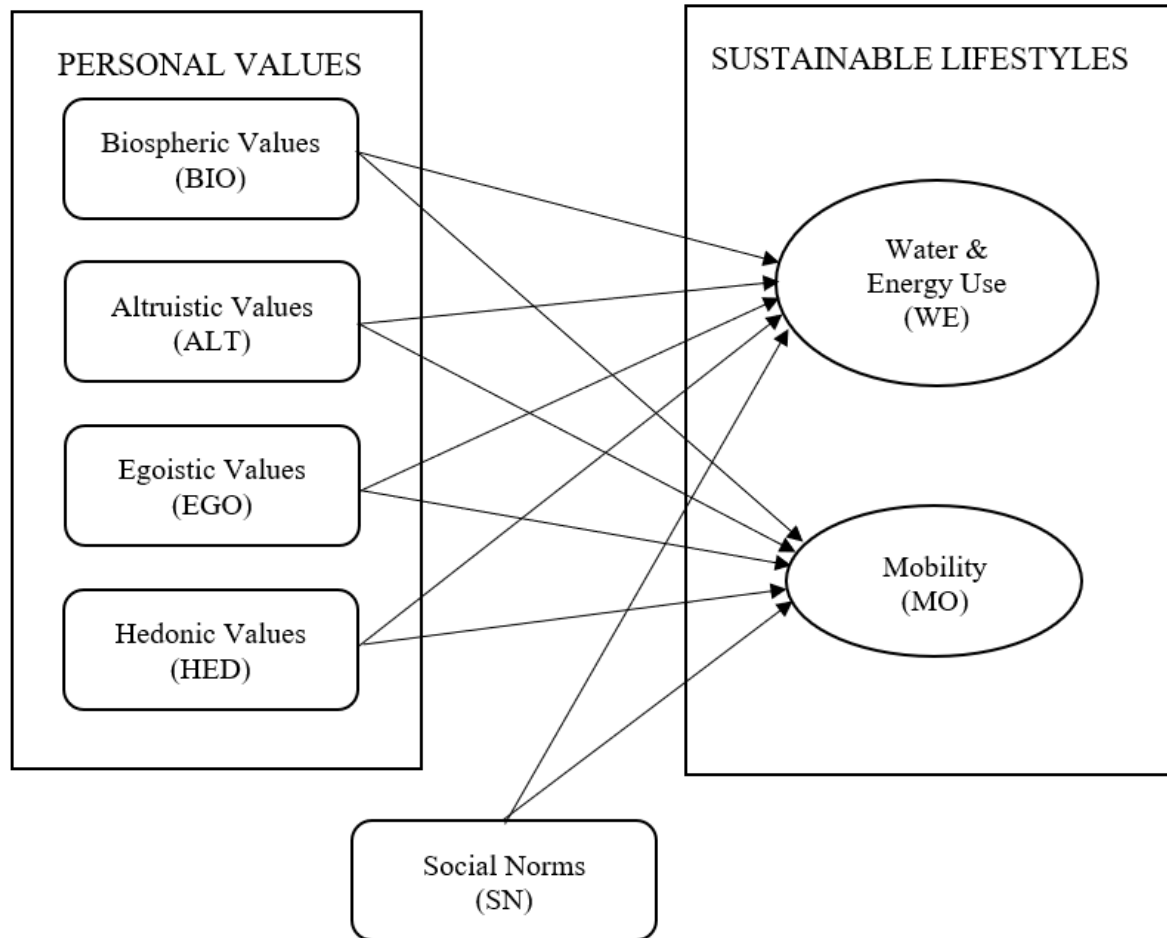 PERSONAL VALUES
Biospheric Values
(BIO)
Altruistic Values
(ALT)
Egoistic Values
(EGO)
Hedonic Values
(HED)
SUSTAINABLE LIFESTYLES
Water &
Energy Use
(WE)
Mobility
(MO)
Social Norms
(SN)